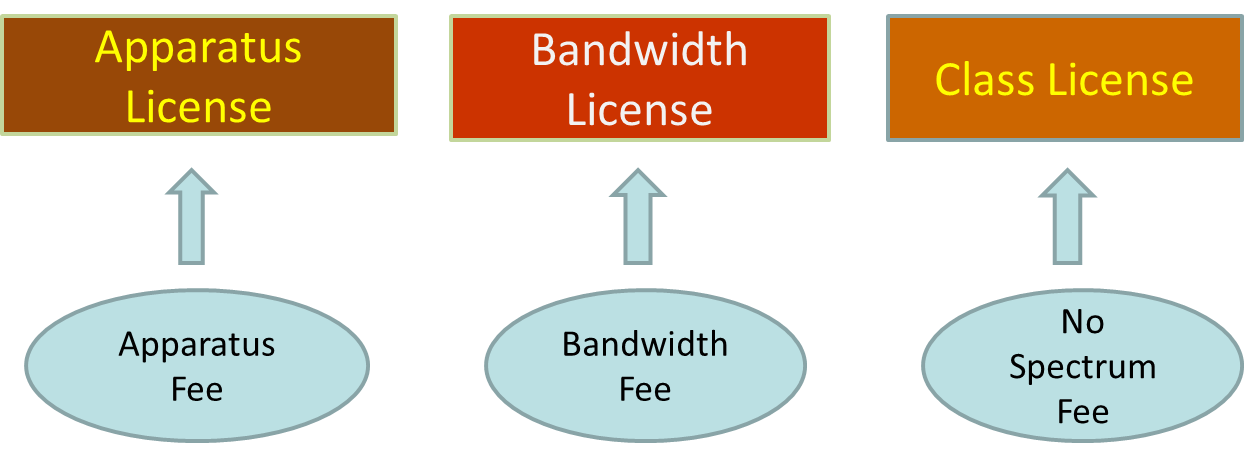 Apparatus
License
Bandwidth
License
Class License
Apparatus
Fee
Bandwidth
Fee
No
Spectrum
Fee